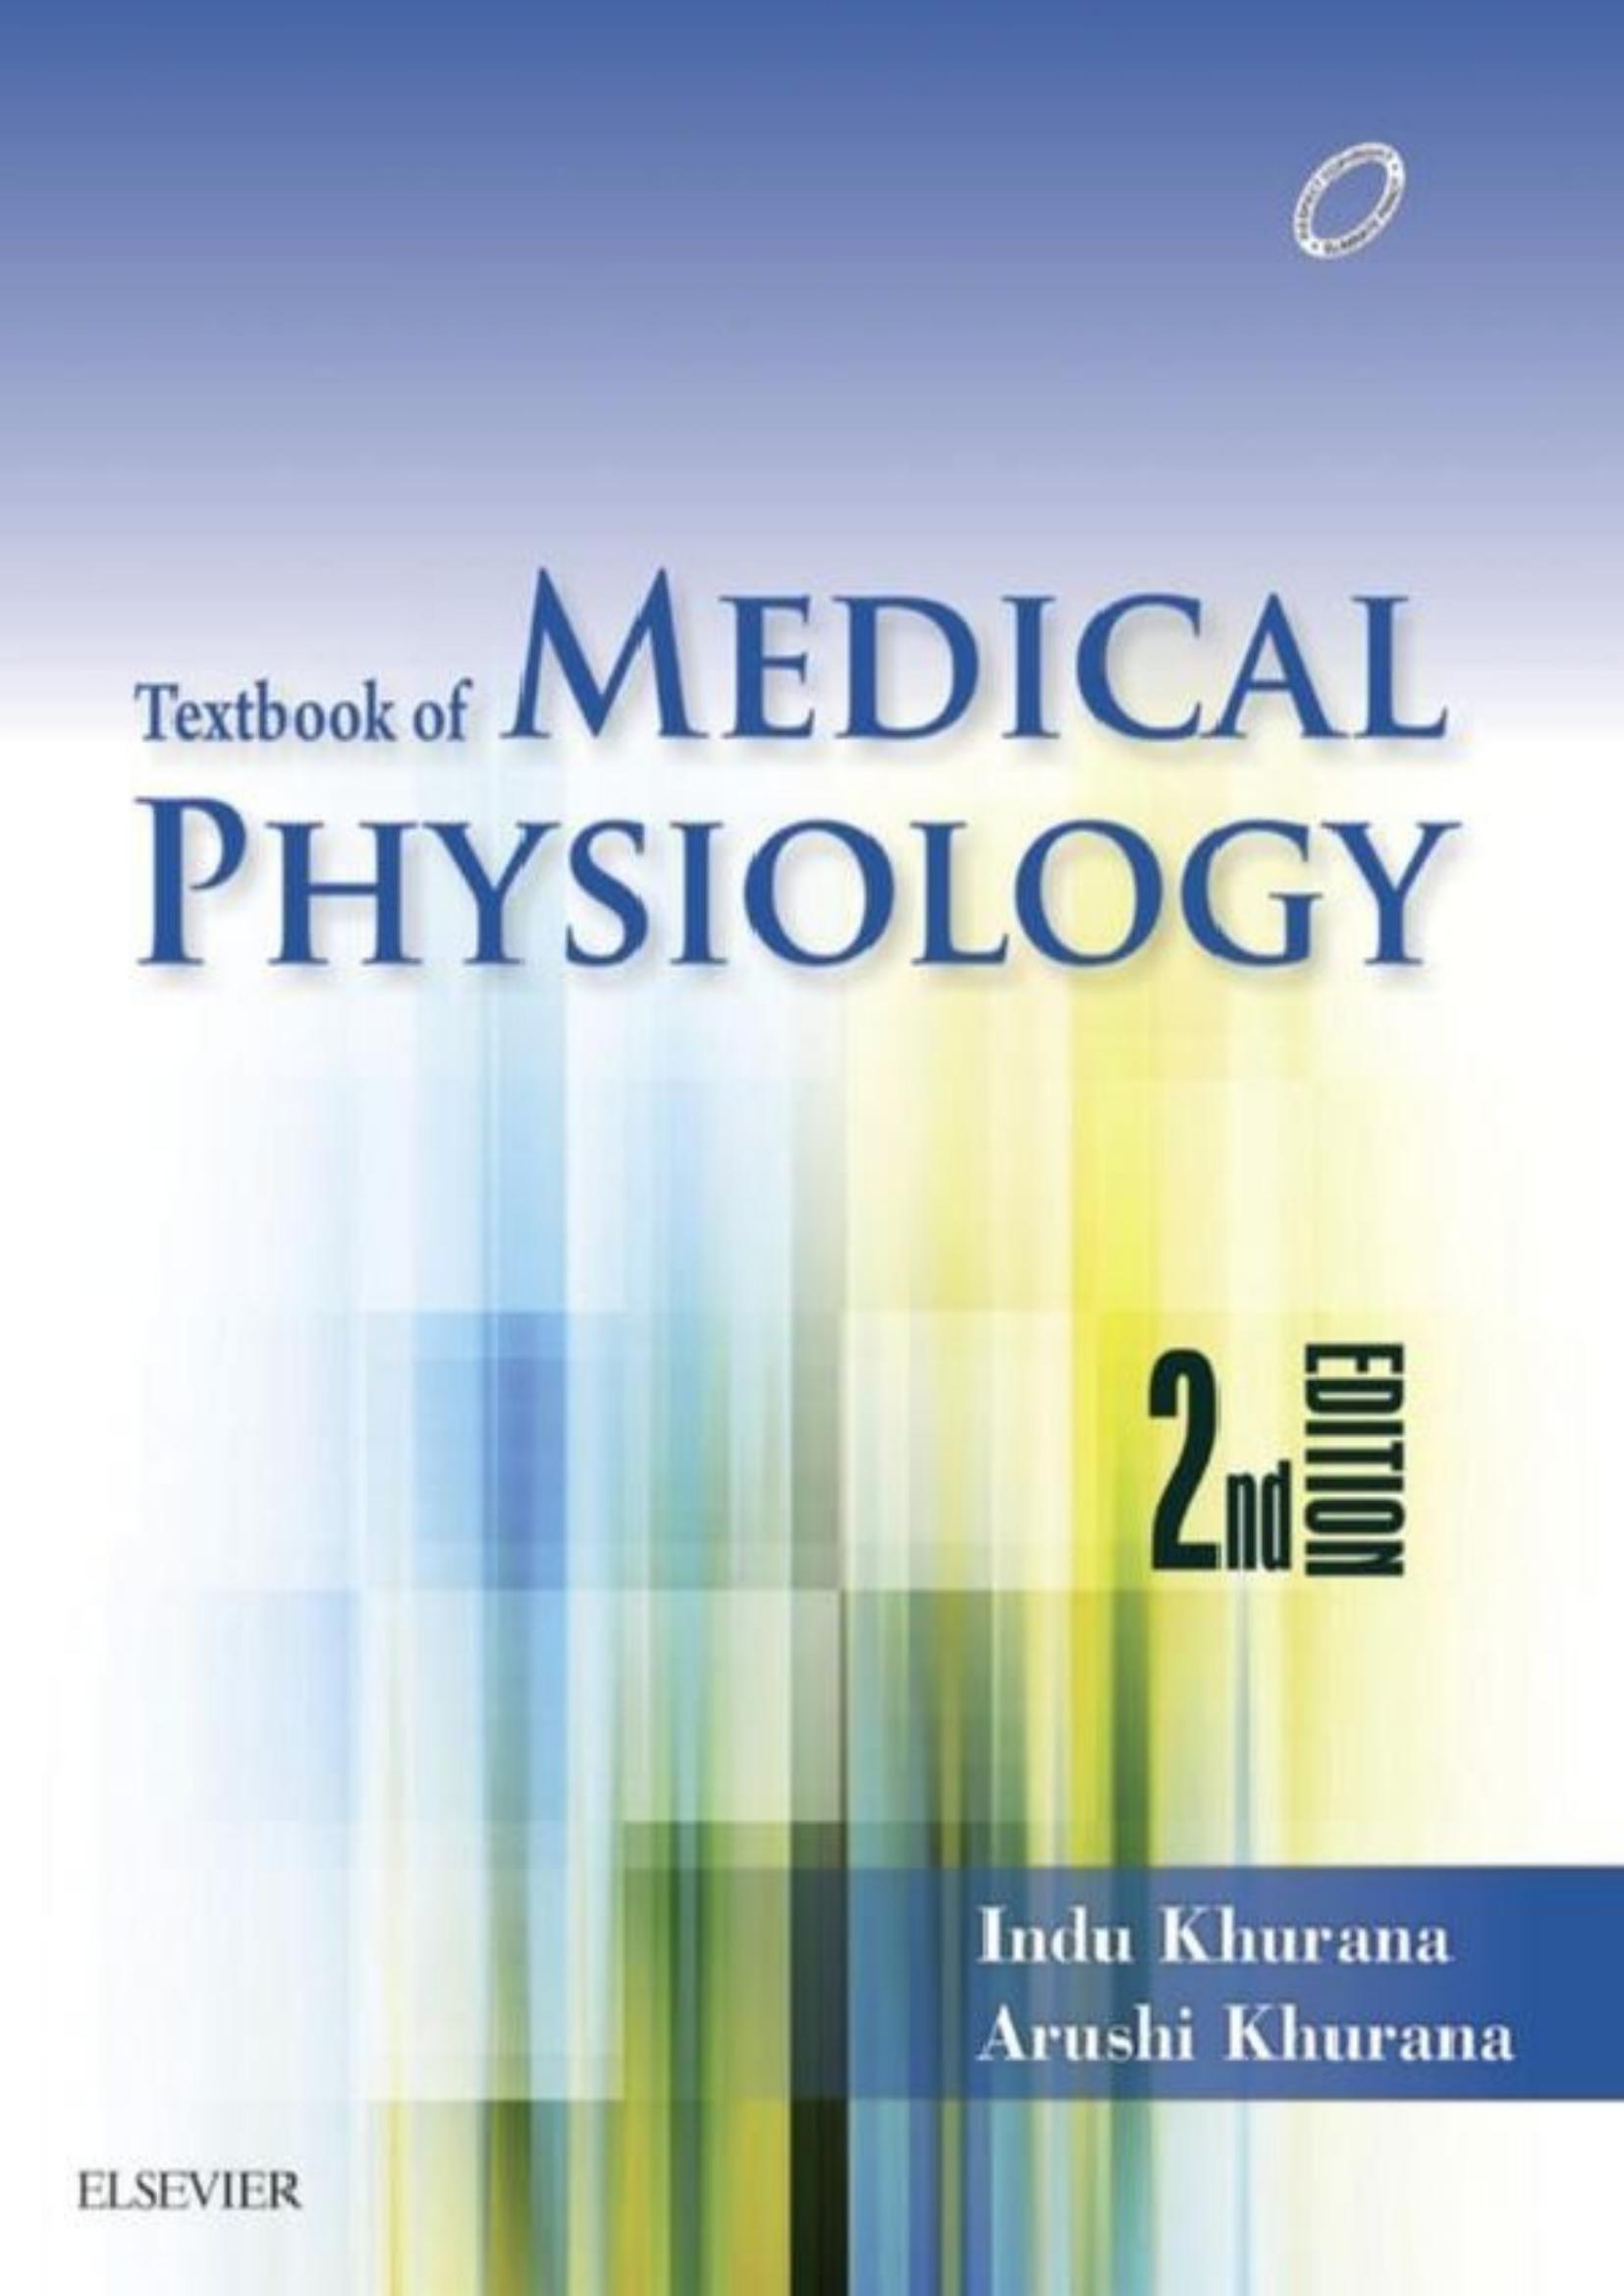 Textbook of MEDICAL
PHYSIOLOGY
2nd EDITION
Indu Khurana
Arushi Khurana
ELSEVIER